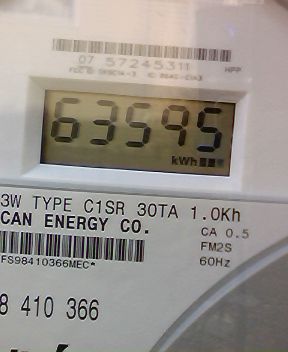 07 57245311 HPP
63595
kWh
3W TYPE C1SR 30TA 1.0Kh
CAN ENERGY CO.
CA 0.5
FM2S
60Hz
FS98410366MEC*
8 410 366